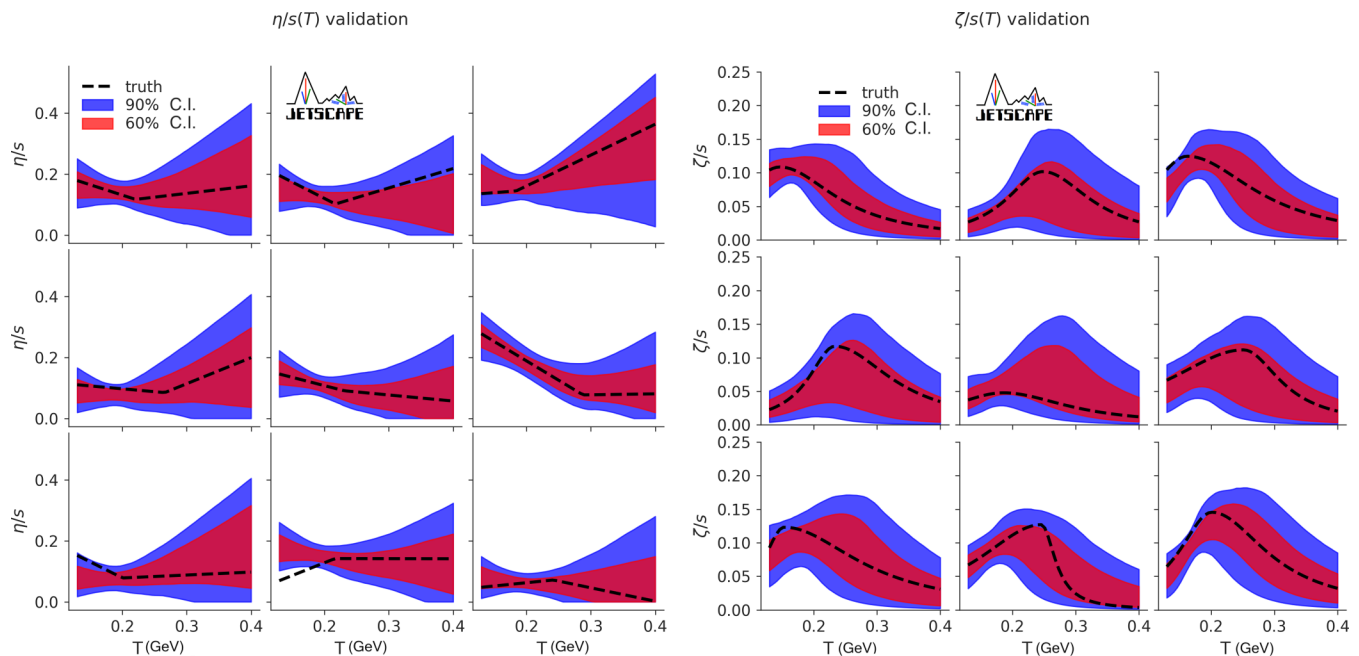 η/s(T) validation
ζ/s(T) validation
truth
90% C.I.
60% C.I.
JETSCAPE
η/s
0.4
0.2
0.0
η/s
0.4
0.2
0.0
η/s
0.4
0.2
0.0
0.2 0.3 0.4
0.2 0.3 0.4
0.2 0.3 0.4
T (GeV)
T (GeV)
T (GeV)
truth
90% C.I.
60% C.I.
JETSCAPE
ζ/s
0.25
0.20
0.15
0.10
0.05
0.00
ζ/s
0.25
0.20
0.15
0.10
0.05
0.00
ζ/s
0.25
0.20
0.15
0.10
0.05
0.00
0.2 0.3 0.4
0.2 0.3 0.4
0.2 0.3 0.4
T (GeV)
T (GeV)
T (GeV)